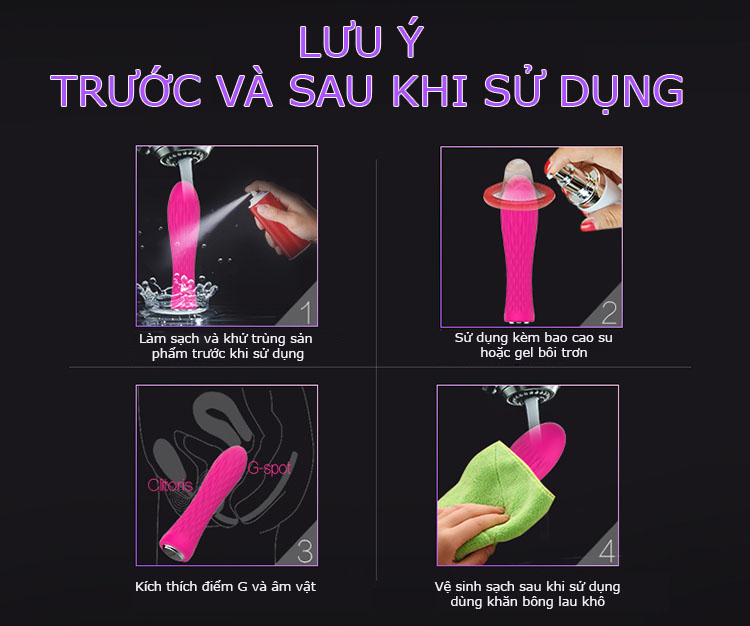 LƯU Ý
TRƯỚC VÀ SAU KHI SỬ DỤNG
1
Làm sạch và khử trùng sản
phẩm trước khi sử dụng
2
Sử dụng kèm bao cao su
hoặc gel bôi trơn
Clitoris
G-spot
3
Kích thích điểm G và âm vật
4
Vệ sinh sạch sau khi sử dụng
dùng khăn bông lau khô